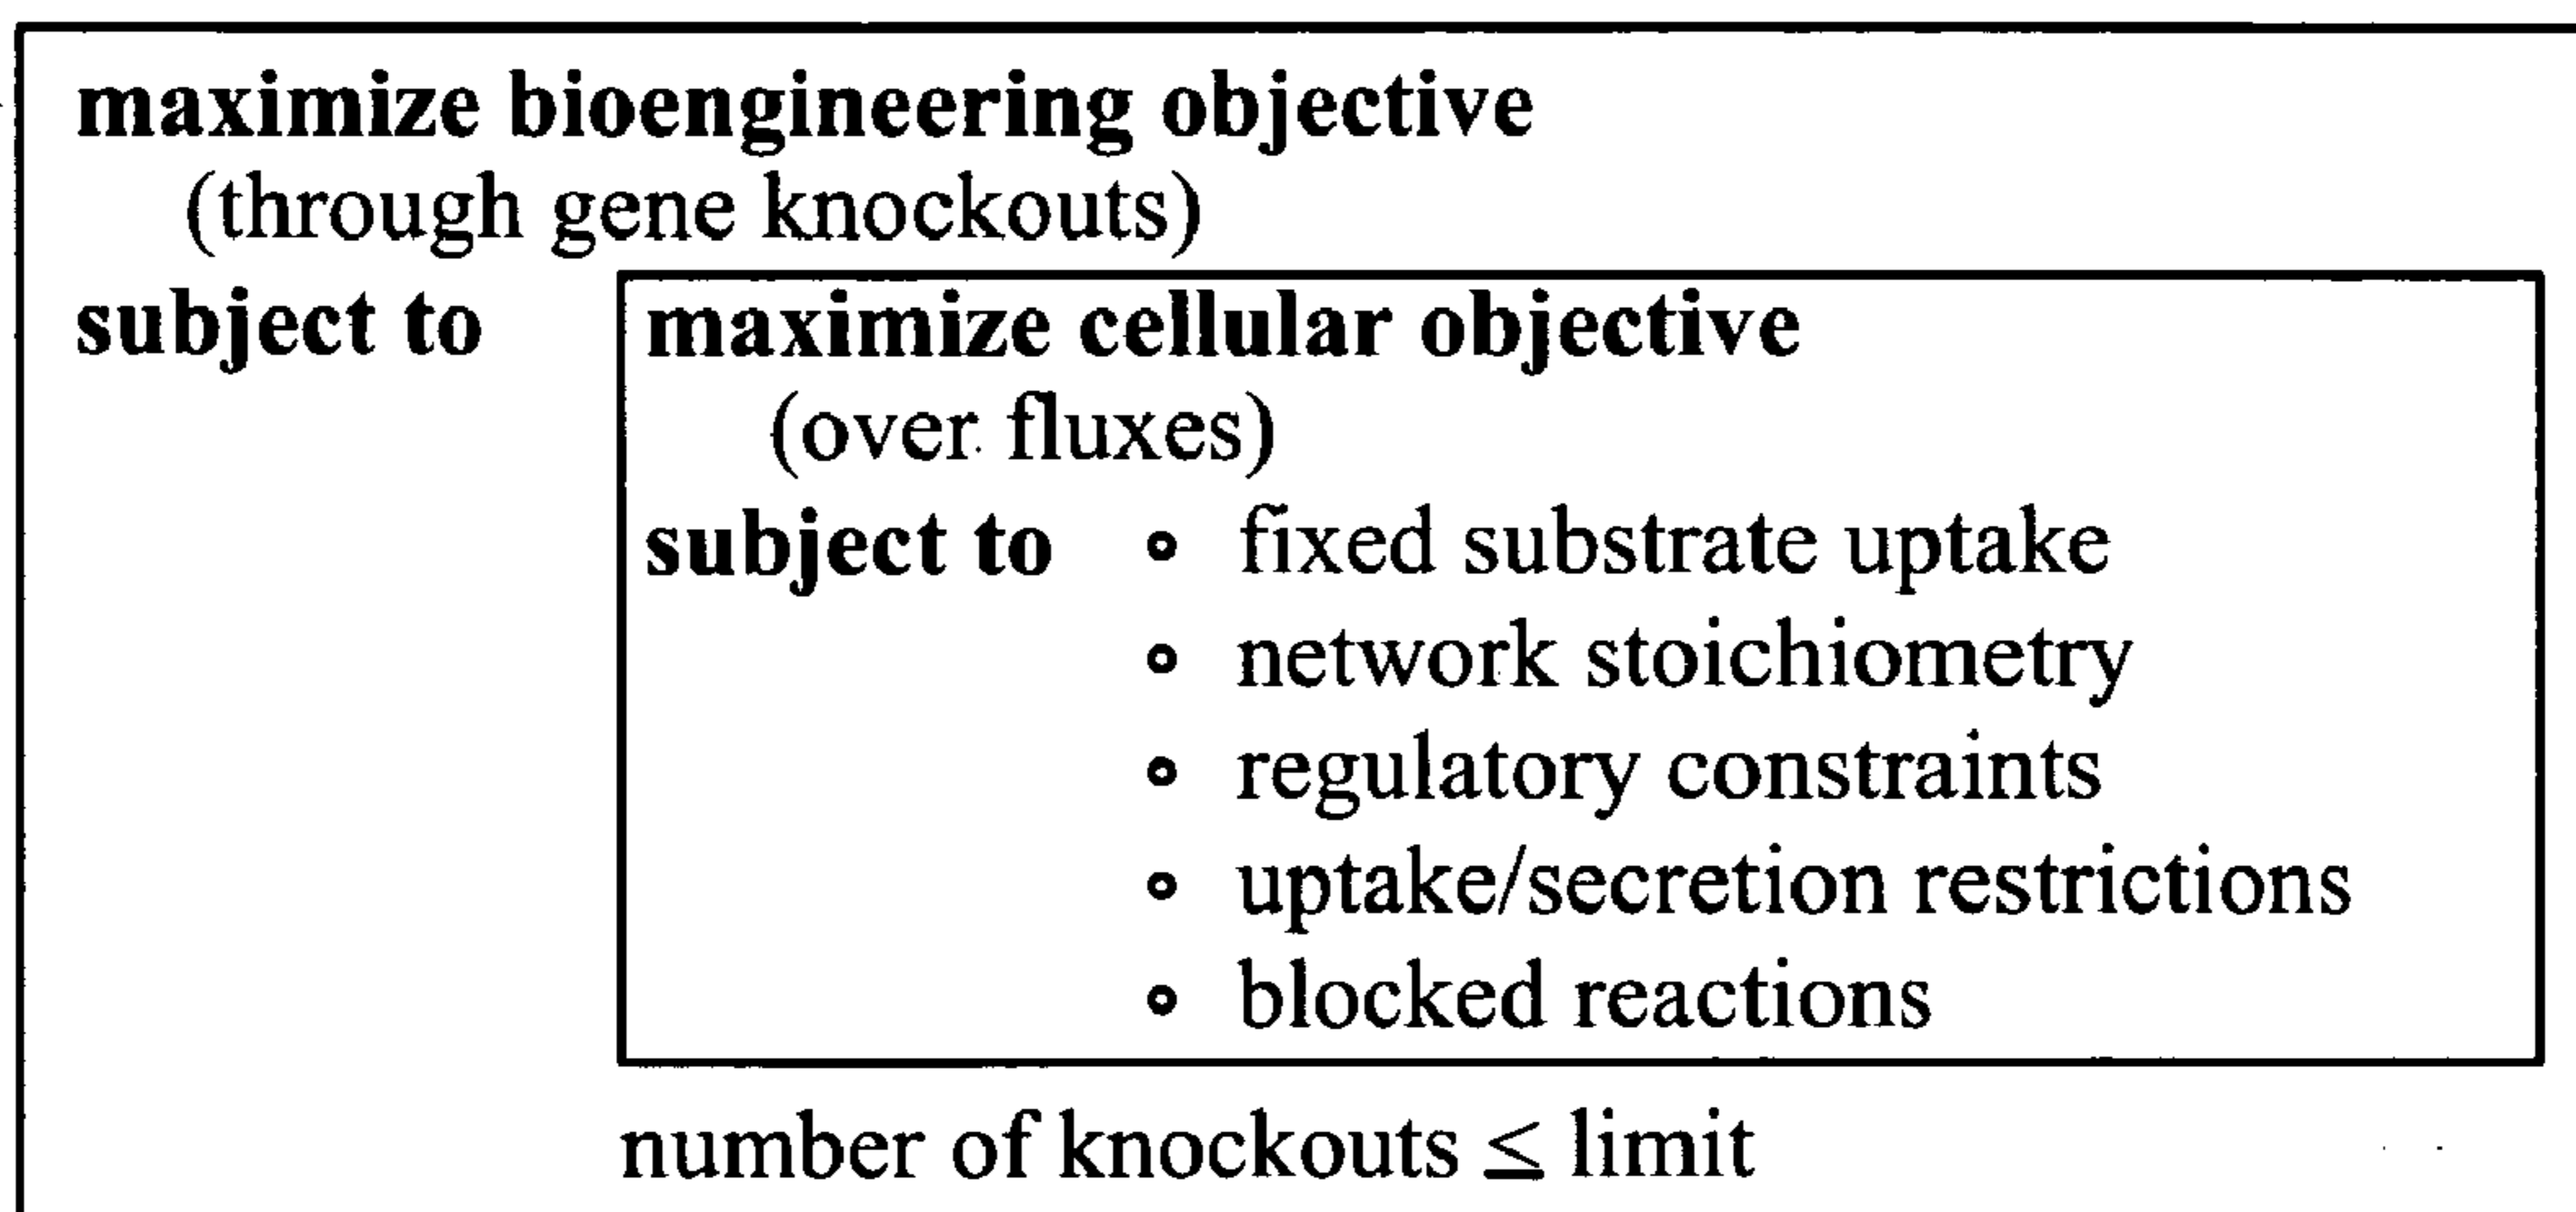 maximize bioengineering objective
(through gene knockouts)
subject to maximize cellular objective
(over fluxes)
subject to ∘ fixed substrate uptake
∘ network stoichiometry
∘ regulatory constraints
∘ uptake/secretion restrictions
∘ blocked reactions
number of knockouts ≤ limit